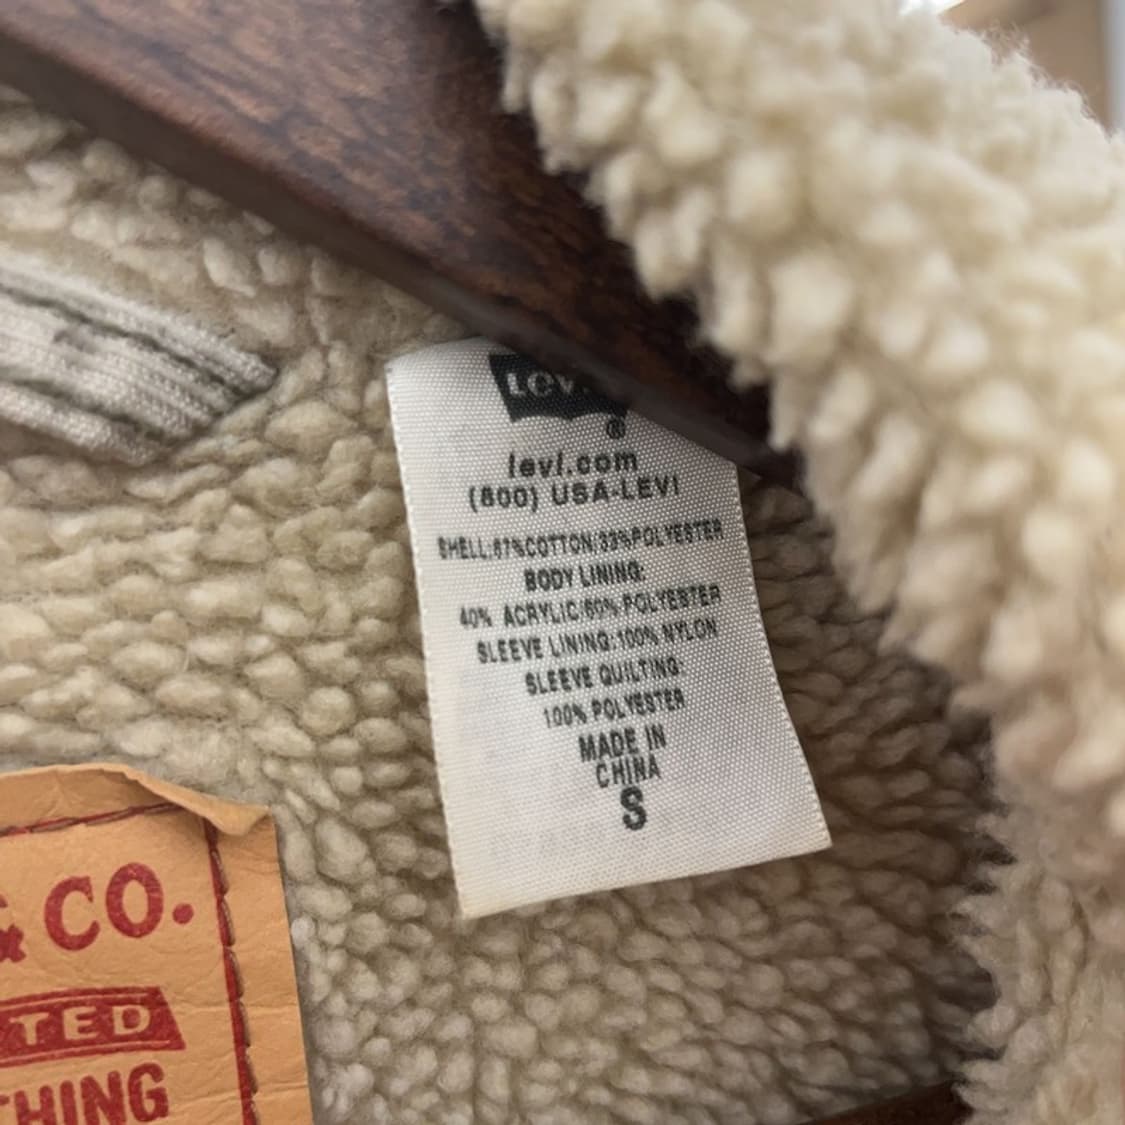 Lev
®
levi.com
(800) USA-LEVI
SHELL:67%COTTON:33%POLYESTER
BODY LINING:
40% ACRYLIC:60% POLYESTER
SLEEVE LINING:100% NYLON
SLEEVE QUILTING
100% POLYESTER
MADE IN
CHINA
S
& CO.
TED
THING